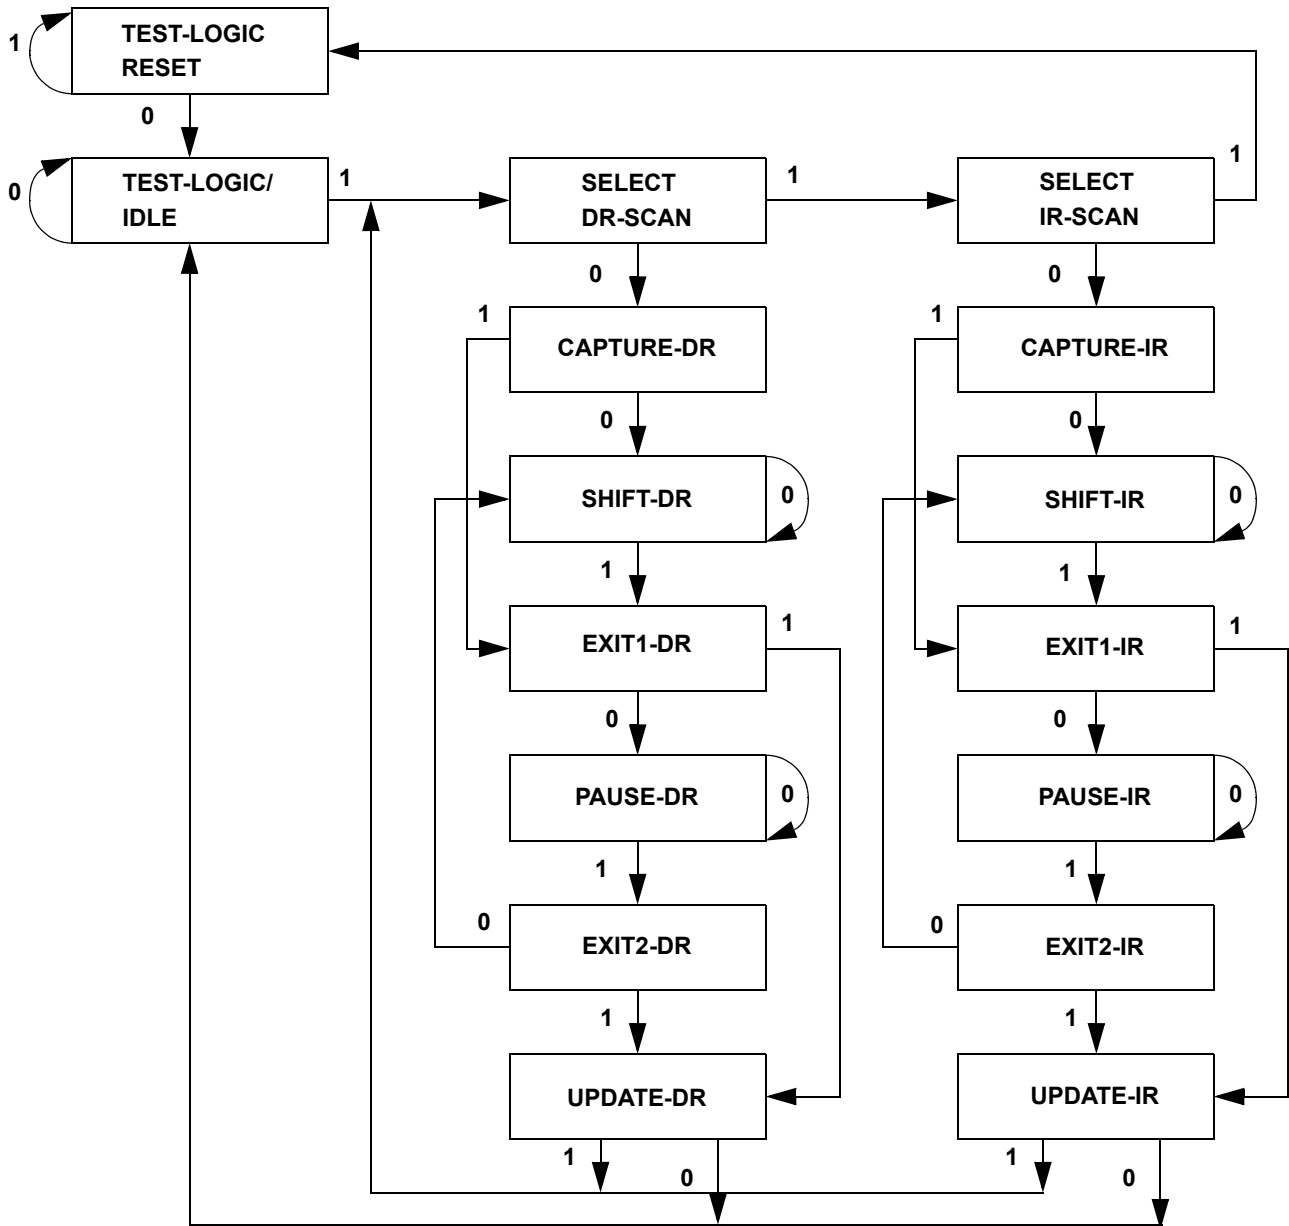 1
TEST-LOGIC
RESET
0
0
TEST-LOGIC/
IDLE
1
SELECT
DR-SCAN
1
SELECT
IR-SCAN
1
0
0
1
CAPTURE-DR
1
CAPTURE-IR
0
0
SHIFT-DR
0
SHIFT-IR
0
1
1
EXIT1-DR
1
EXIT1-IR
1
0
0
PAUSE-DR
0
PAUSE-IR
0
1
1
0
EXIT2-DR
0
EXIT2-IR
1
1
UPDATE-DR
UPDATE-IR
1
0
1
0